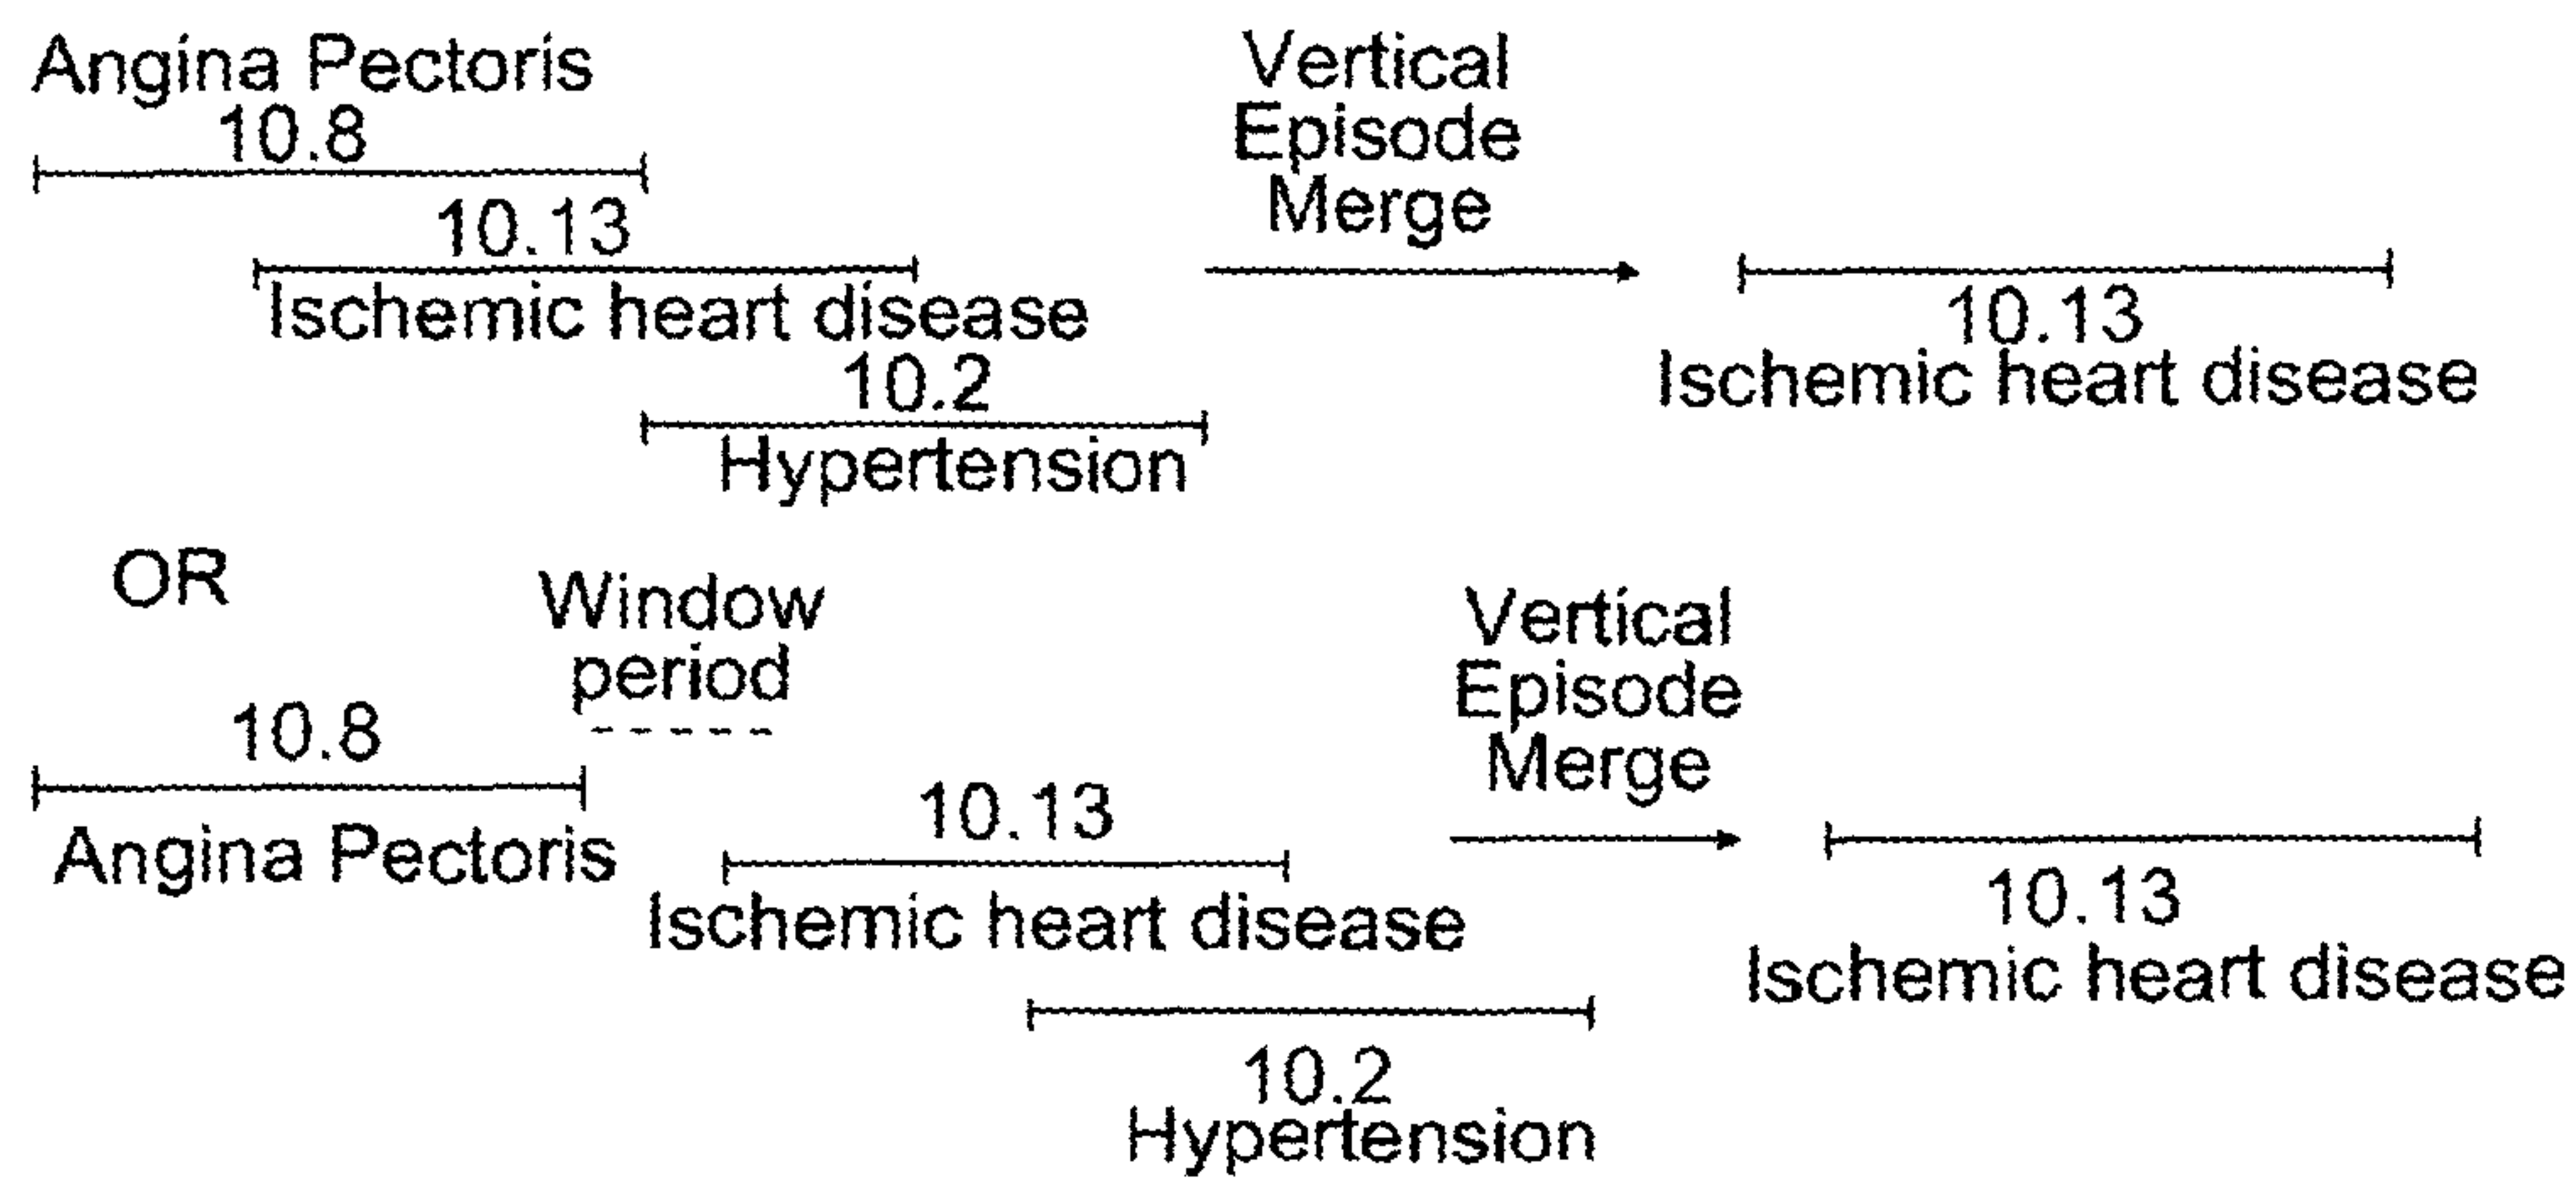 Angina Pectoris
10.8
10.13
Ischemic heart disease
10.2
Hypertension
Vertical
Episode
Merge
10.13
Ischemic heart disease
OR
Window
period
10.8
Angina Pectoris
10.13
Ischemic heart disease
10.2
Hypertension
Vertical
Episode
Merge
10.13
Ischemic heart disease